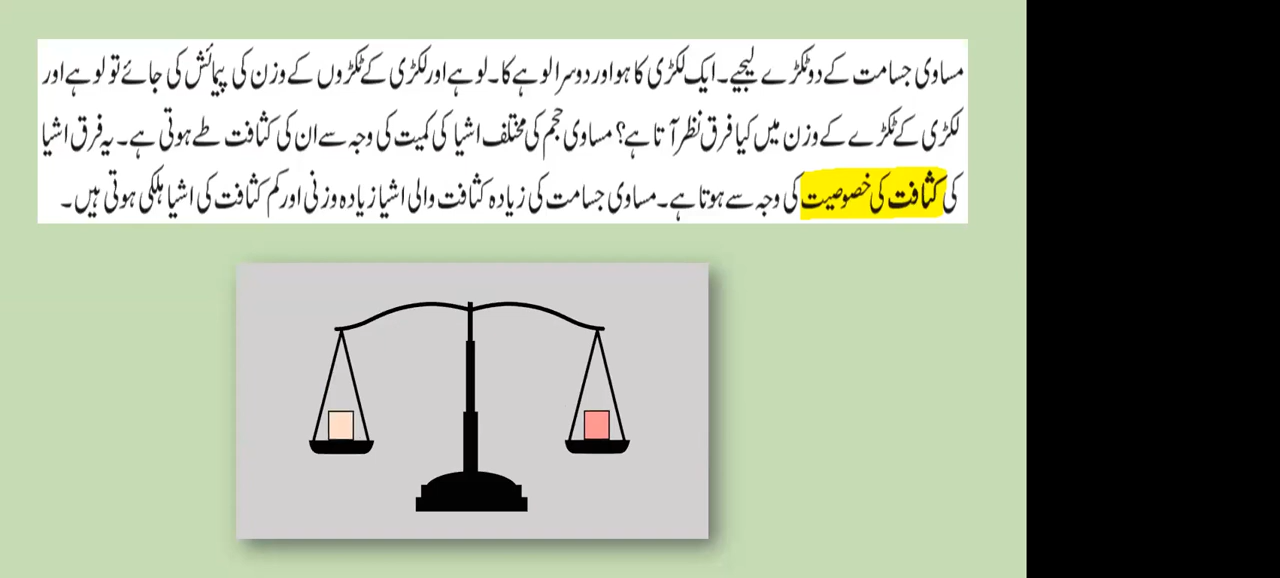 مساوی جسامت کے دو ٹکڑے لیجیے۔ ایک لکڑی کا ہو اور دوسرا لوہے کا۔ لوہے اور لکڑی کے ٹکڑوں کے وزن کی پیمائش کی جائے تو لوہے اور
لکڑی کے ٹکڑے کے وزن میں کیا فرق نظر آتا ہے؟ مساوی حجم کی مختلف اشیا کی کمیت کی وجہ سے ان کی کثافت طے ہوتی ہے۔ یہ فرق اشیا
کی کثافت کی خصوصیت کی وجہ سے ہوتا ہے۔ مساوی جسامت کی زیادہ کثافت والی اشیا زیادہ وزنی اور کم کثافت کی اشیا ہلکی ہوتی ہیں۔